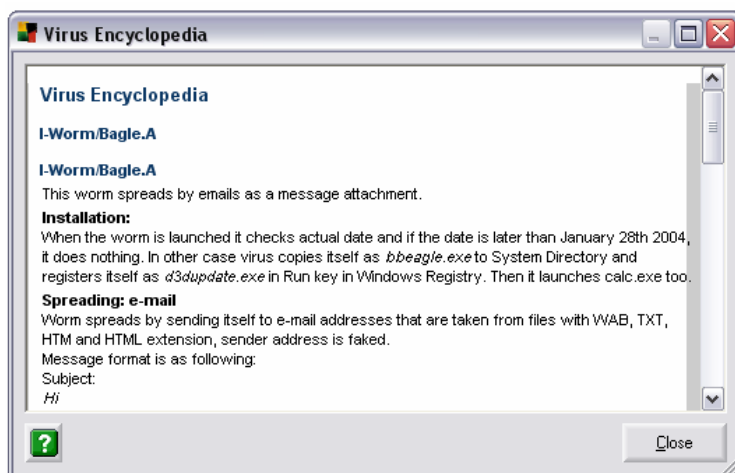 Virus Encyclopedia
Virus Encyclopedia
I-Worm/Bagle.A
I-Worm/Bagle.A
This worm spreads by emails as a message attachment.
Installation:
When the worm is launched it checks actual date and if the date is later than January 28th 2004,
it does nothing. In other case virus copies itself as bbeagle.exe to System Directory and
registers itself as d3dupdate.exe in Run key in Windows Registry. Then it launches calc.exe too.
Spreading: e-mail
Worm spreads by sending itself to e-mail addresses that are taken from files with WAB, TXT,
HTM and HTML extension, sender address is faked.
Message format is as following:
Subject:
Hi
?
Close